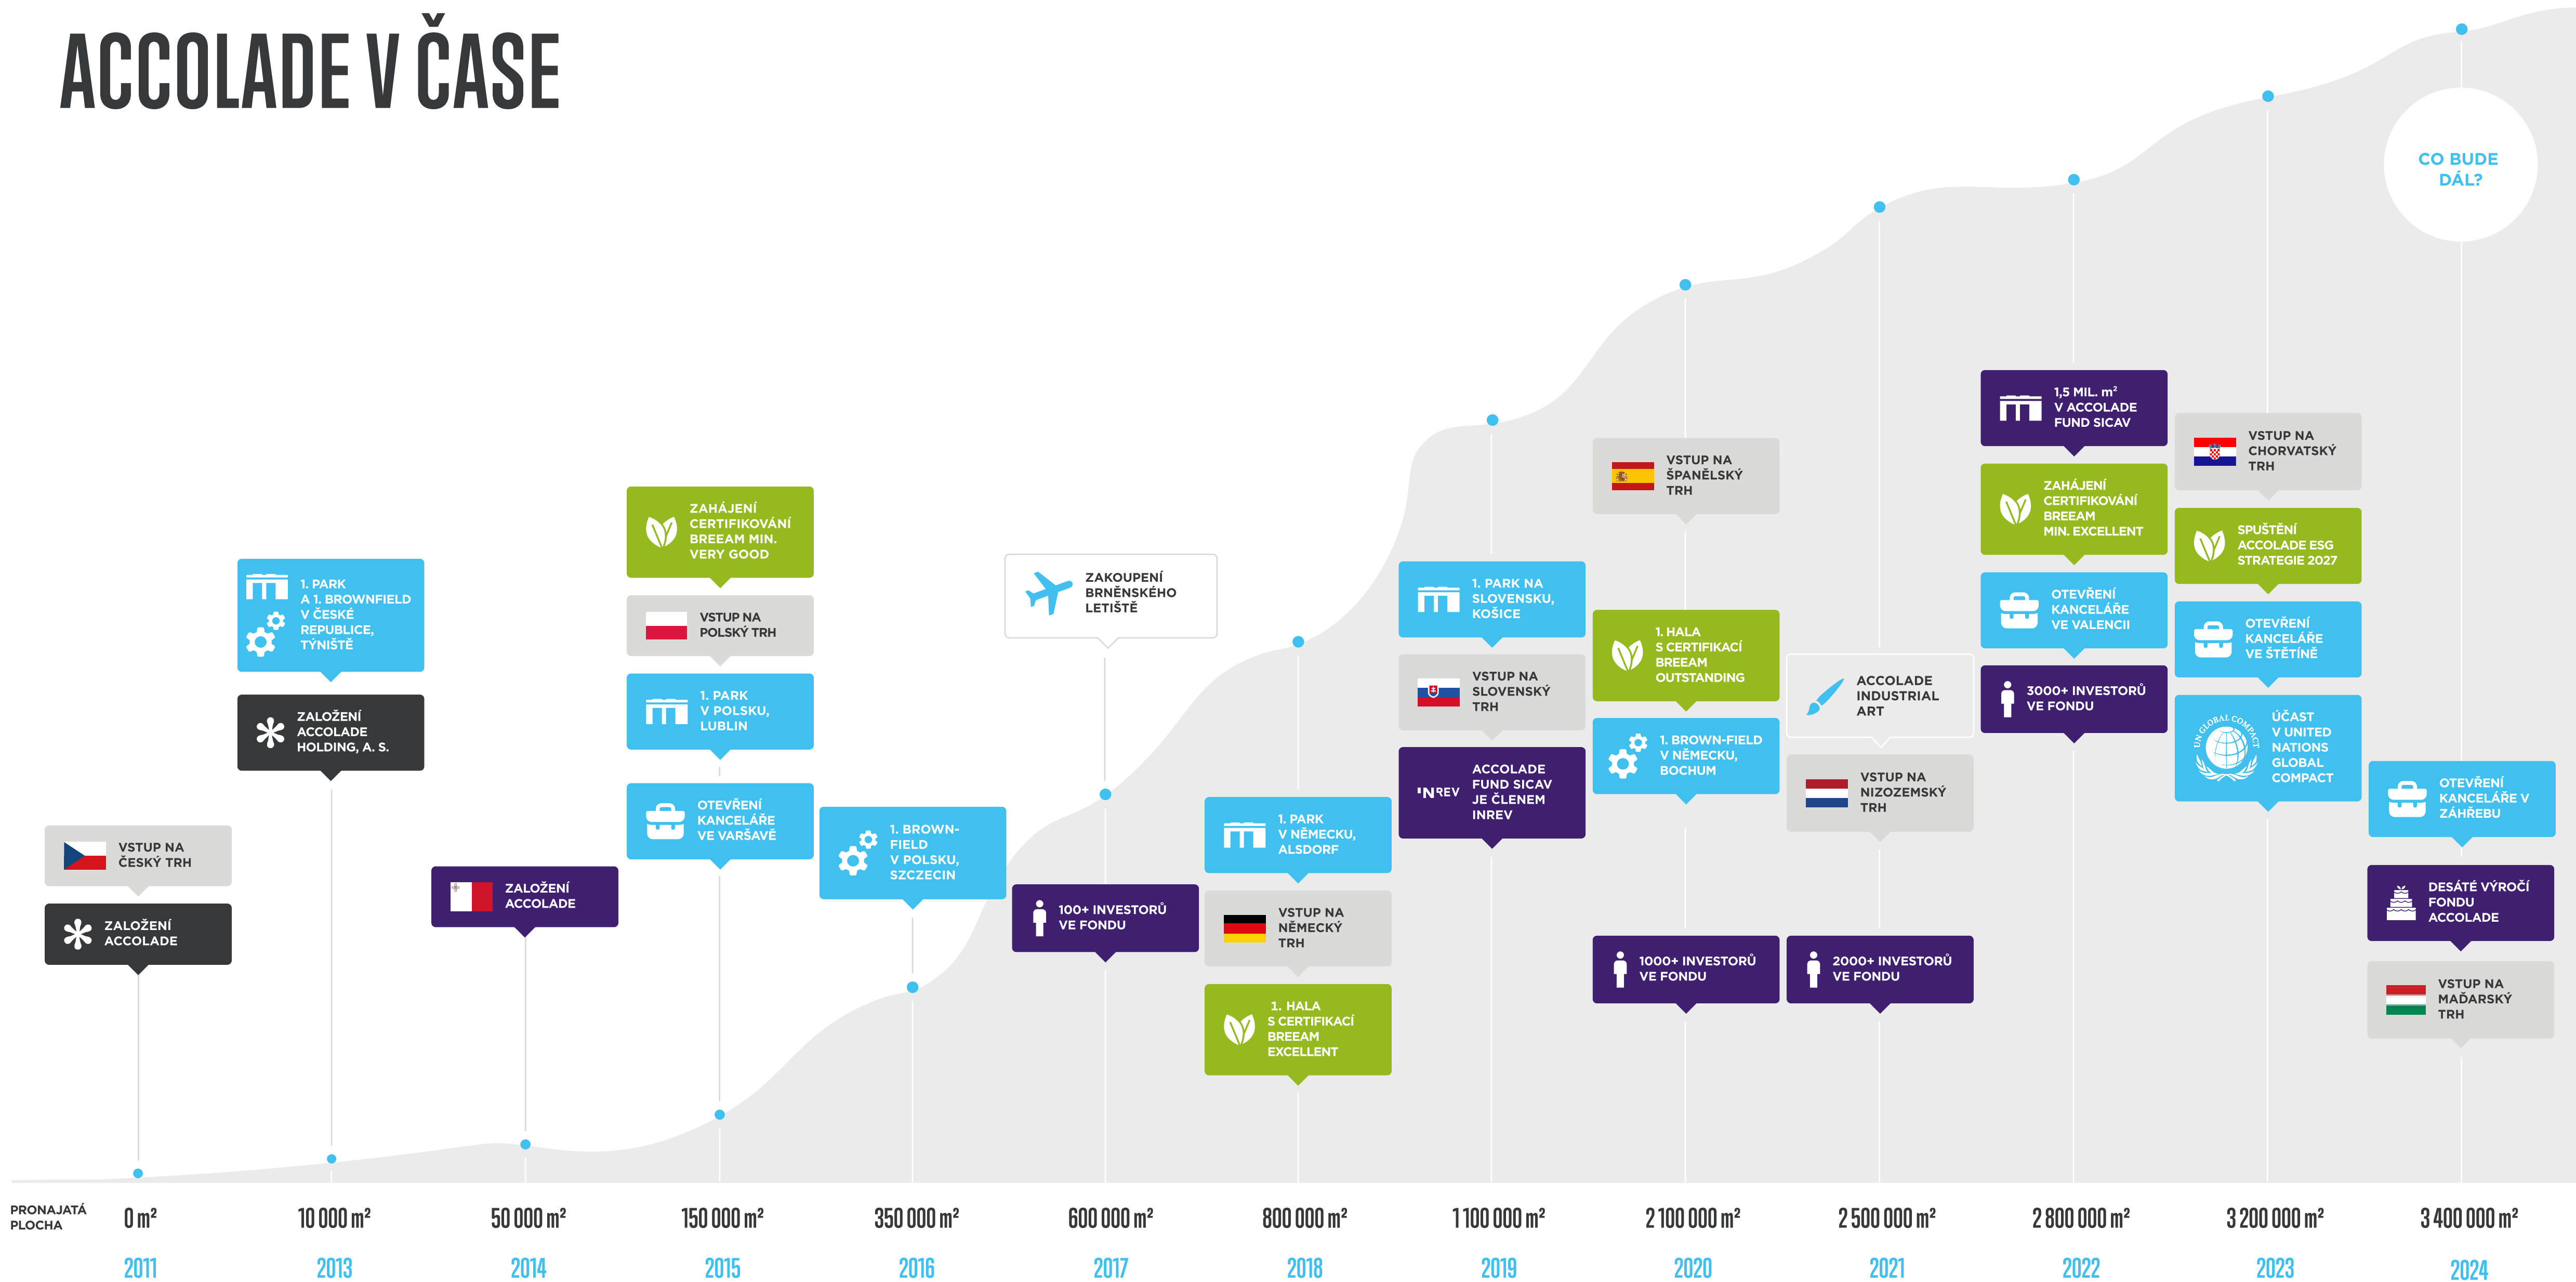 ACCOLADE V ČASE
VSTUP NA
ČESKÝ TRH
ZALOŽENÍ
ACCOLADE
1. PARK
A 1. BROWNFIELD
V ČESKÉ
REPUBLICE,
TÝNIŠTĚ
ZALOŽENÍ
ACCOLADE
HOLDING, A. S.
ZALOŽENÍ
ACCOLADE
ZAHÁJENÍ
CERTIFIKOVÁNÍ
BREEAM MIN.
VERY GOOD
VSTUP NA
POLSKÝ TRH
1. PARK
V POLSKU,
LUBLIN
OTEVŘENÍ
KANCELÁŘE
VE VARŠAVĚ
1. BROWN-
FIELD
V POLSKU,
SZCZECIN
ZAKOUPENÍ
BRNĚNSKÉHO
LETIŠTĚ
100+ INVESTORŮ
VE FONDU
1. PARK
V NĚMECKU,
ALSDORF
VSTUP NA
NĚMECKÝ
TRH
1. HALA
S CERTIFIKACÍ
BREEAM
EXCELLENT
1. PARK NA
SLOVENSKU,
KOŠICE
VSTUP NA
SLOVENSKÝ
TRH
INREV
ACCOLADE
FUND SICAV
JE ČLENEM
INREV
VSTUP NA
ŠPANĚLSKÝ
TRH
1. HALA
S CERTIFIKACÍ
BREEAM
OUTSTANDING
1. BROWN-FIELD
V NĚMECKU,
BOCHUM
1000+ INVESTORŮ
VE FONDU
ACCOLADE
INDUSTRIAL
ART
VSTUP NA
NIZOZEMSKÝ
TRH
2000+ INVESTORŮ
VE FONDU
1,5 MIL. m²
V ACCOLADE
FUND SICAV
ZAHÁJENÍ
CERTIFIKOVÁNÍ
BREEAM
MIN. EXCELLENT
OTEVŘENÍ
KANCELÁŘE
VE VALENCII
3000+ INVESTORŮ
VE FONDU
VSTUP NA
CHORVATSKÝ
TRH
SPUŠTĚNÍ
ACCOLADE ESG
STRATEGIE 2027
OTEVŘENÍ
KANCELÁŘE
VE ŠTĚTÍNĚ
UN GLOBAL COMPACT
ÚČAST
V UNITED
NATIONS
GLOBAL
COMPACT
CO BUDE
DÁL?
OTEVŘENÍ
KANCELÁŘE V
ZÁHŘEBU
DESÁTÉ VÝROČÍ
FONDU
ACCOLADE
VSTUP NA
MAĎARSKÝ
TRH
PRONAJATÁ
PLOCHA
0 m² 10 000 m² 50 000 m² 150 000 m² 350 000 m² 600 000 m² 800 000 m² 1 100 000 m² 2 100 000 m² 2 500 000 m² 2 800 000 m² 3 200 000 m² 3 400 000 m²
2011 2013 2014 2015 2016 2017 2018 2019 2020 2021 2022 2023 2024